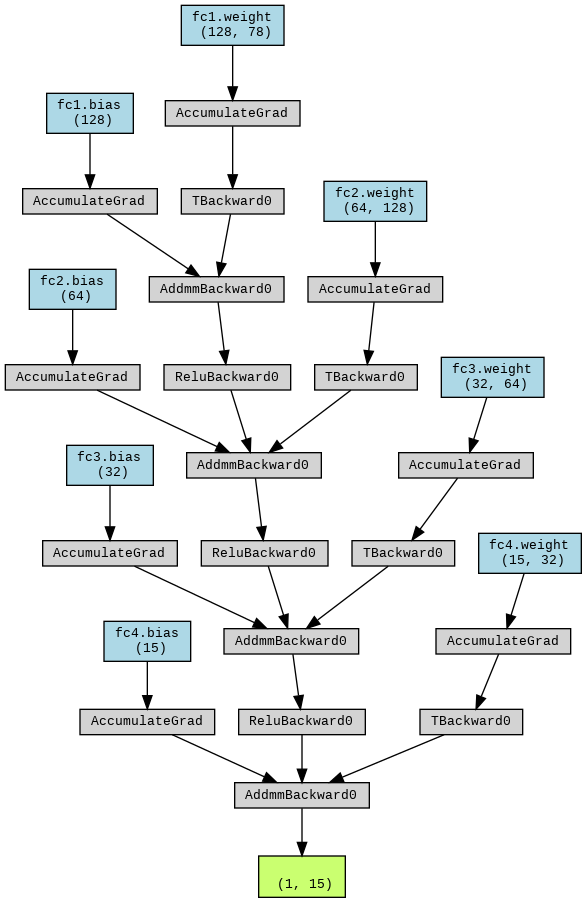 fc1.weight
(128, 78)
fc1.bias
(128)
AccumulateGrad
AccumulateGrad
TBackward0
fc2.weight
(64, 128)
fc2.bias
(64)
AddmmBackward0
AccumulateGrad
AccumulateGrad
ReluBackward0
TBackward0
fc3.weight
(32, 64)
fc3.bias
(32)
AddmmBackward0
AccumulateGrad
AccumulateGrad
ReluBackward0
TBackward0
fc4.weight
(15, 32)
fc4.bias
(15)
AddmmBackward0
AccumulateGrad
AccumulateGrad
ReluBackward0
TBackward0
AddmmBackward0
(1, 15)